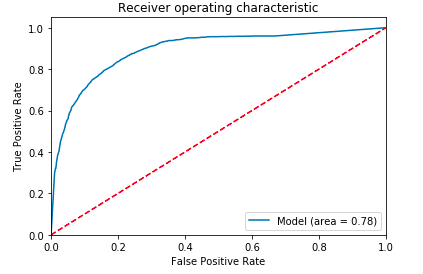 Receiver operating characteristic
True Positive Rate
1.0
0.8
0.6
0.4
0.2
0.0
Model (area = 0.78)
0.0 0.2 0.4 0.6 0.8 1.0
False Positive Rate